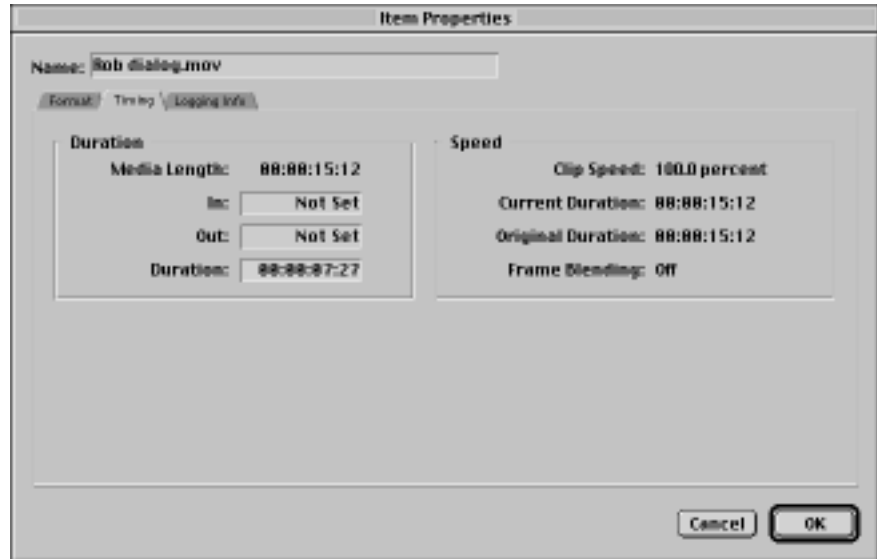 Item Properties
Name: Rob dialog.mov
Format Timing Logging Info
Duration
Media Length: 00:00:15:12
In: Not Set
Out: Not Set
Duration: 00:00:07:27
Speed
Clip Speed: 100.0 percent
Current Duration: 00:00:15:12
Original Duration: 00:00:15:12
Frame Blending: Off
Cancel OK